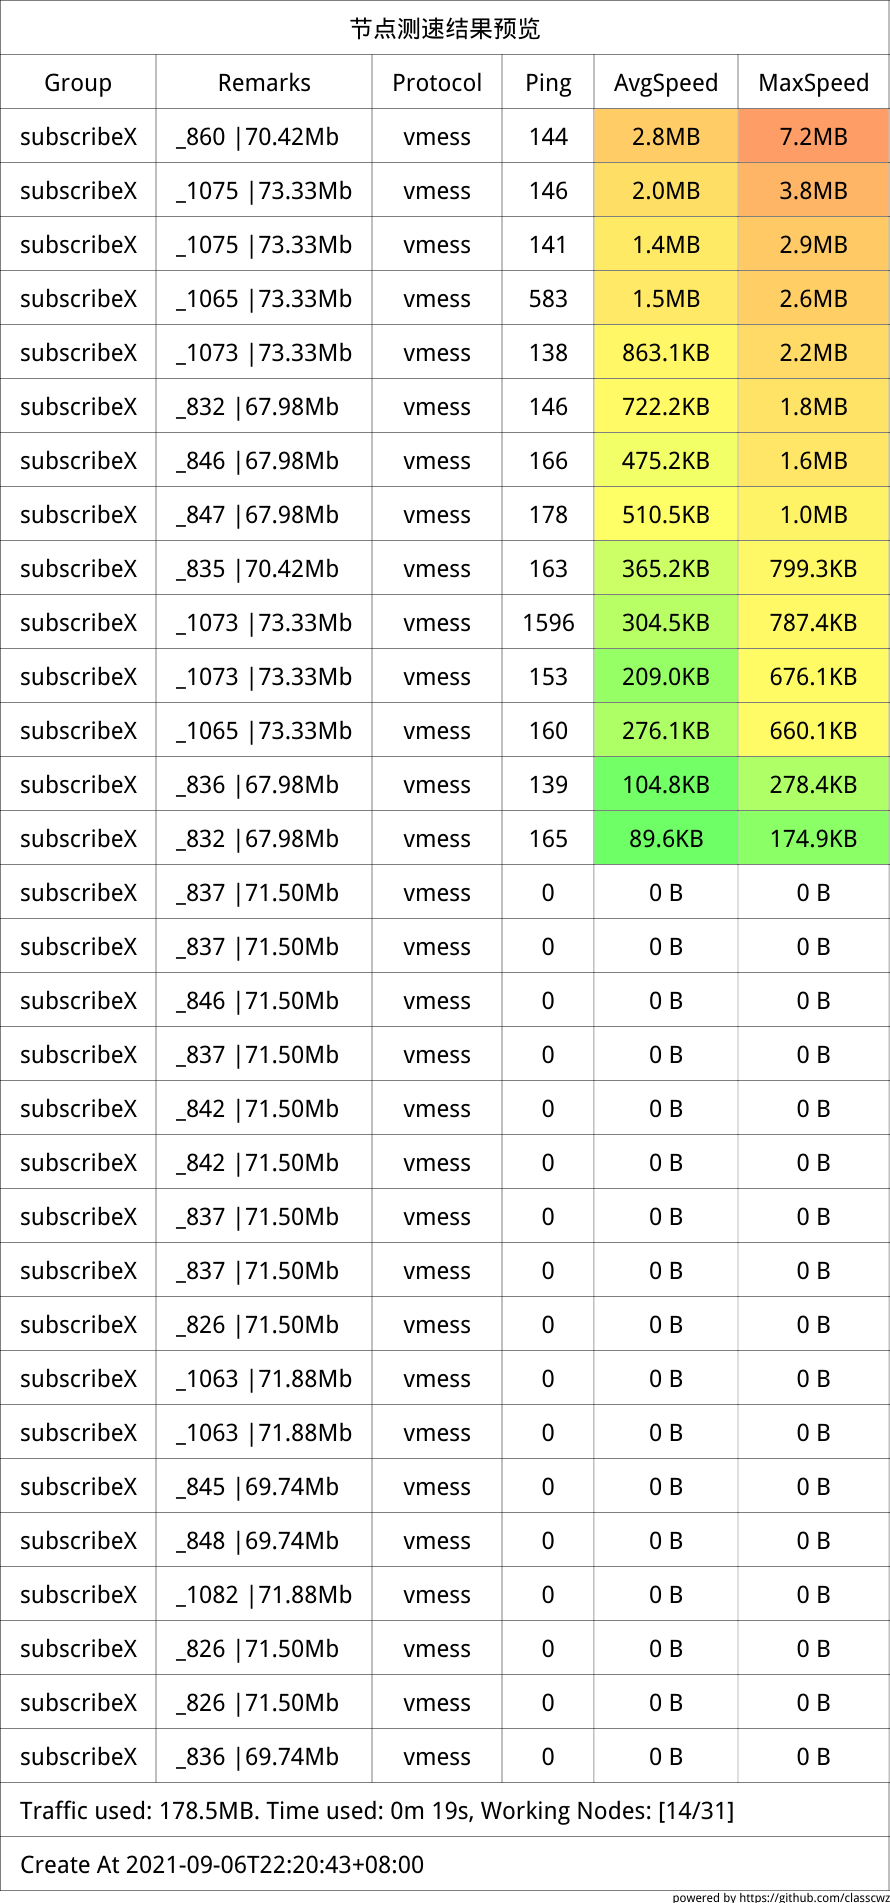 节点测速结果预览
Group Remarks Protocol Ping AvgSpeed MaxSpeed
subscribeX _860 |70.42Mb vmess 144 2.8MB 7.2MB
subscribeX _1075 |73.33Mb vmess 146 2.0MB 3.8MB
subscribeX _1075 |73.33Mb vmess 141 1.4MB 2.9MB
subscribeX _1065 |73.33Mb vmess 583 1.5MB 2.6MB
subscribeX _1073 |73.33Mb vmess 138 863.1KB 2.2MB
subscribeX _832 |67.98Mb vmess 146 722.2KB 1.8MB
subscribeX _846 |67.98Mb vmess 166 475.2KB 1.6MB
subscribeX _847 |67.98Mb vmess 178 510.5KB 1.0MB
subscribeX _835 |70.42Mb vmess 163 365.2KB 799.3KB
subscribeX _1073 |73.33Mb vmess 1596 304.5KB 787.4KB
subscribeX _1073 |73.33Mb vmess 153 209.0KB 676.1KB
subscribeX _1065 |73.33Mb vmess 160 276.1KB 660.1KB
subscribeX _836 |67.98Mb vmess 139 104.8KB 278.4KB
subscribeX _832 |67.98Mb vmess 165 89.6KB 174.9KB
subscribeX _837 |71.50Mb vmess 0 0 B 0 B
subscribeX _837 |71.50Mb vmess 0 0 B 0 B
subscribeX _846 |71.50Mb vmess 0 0 B 0 B
subscribeX _837 |71.50Mb vmess 0 0 B 0 B
subscribeX _842 |71.50Mb vmess 0 0 B 0 B
subscribeX _842 |71.50Mb vmess 0 0 B 0 B
subscribeX _837 |71.50Mb vmess 0 0 B 0 B
subscribeX _837 |71.50Mb vmess 0 0 B 0 B
subscribeX _826 |71.50Mb vmess 0 0 B 0 B
subscribeX _1063 |71.88Mb vmess 0 0 B 0 B
subscribeX _1063 |71.88Mb vmess 0 0 B 0 B
subscribeX _845 |69.74Mb vmess 0 0 B 0 B
subscribeX _848 |69.74Mb vmess 0 0 B 0 B
subscribeX _1082 |71.88Mb vmess 0 0 B 0 B
subscribeX _826 |71.50Mb vmess 0 0 B 0 B
subscribeX _826 |71.50Mb vmess 0 0 B 0 B
subscribeX _836 |69.74Mb vmess 0 0 B 0 B
Traffic used: 178.5MB. Time used: 0m 19s, Working Nodes: [14/31]
Create At 2021-09-06T22:20:43+08:00
powered by https://github.com/classcwz